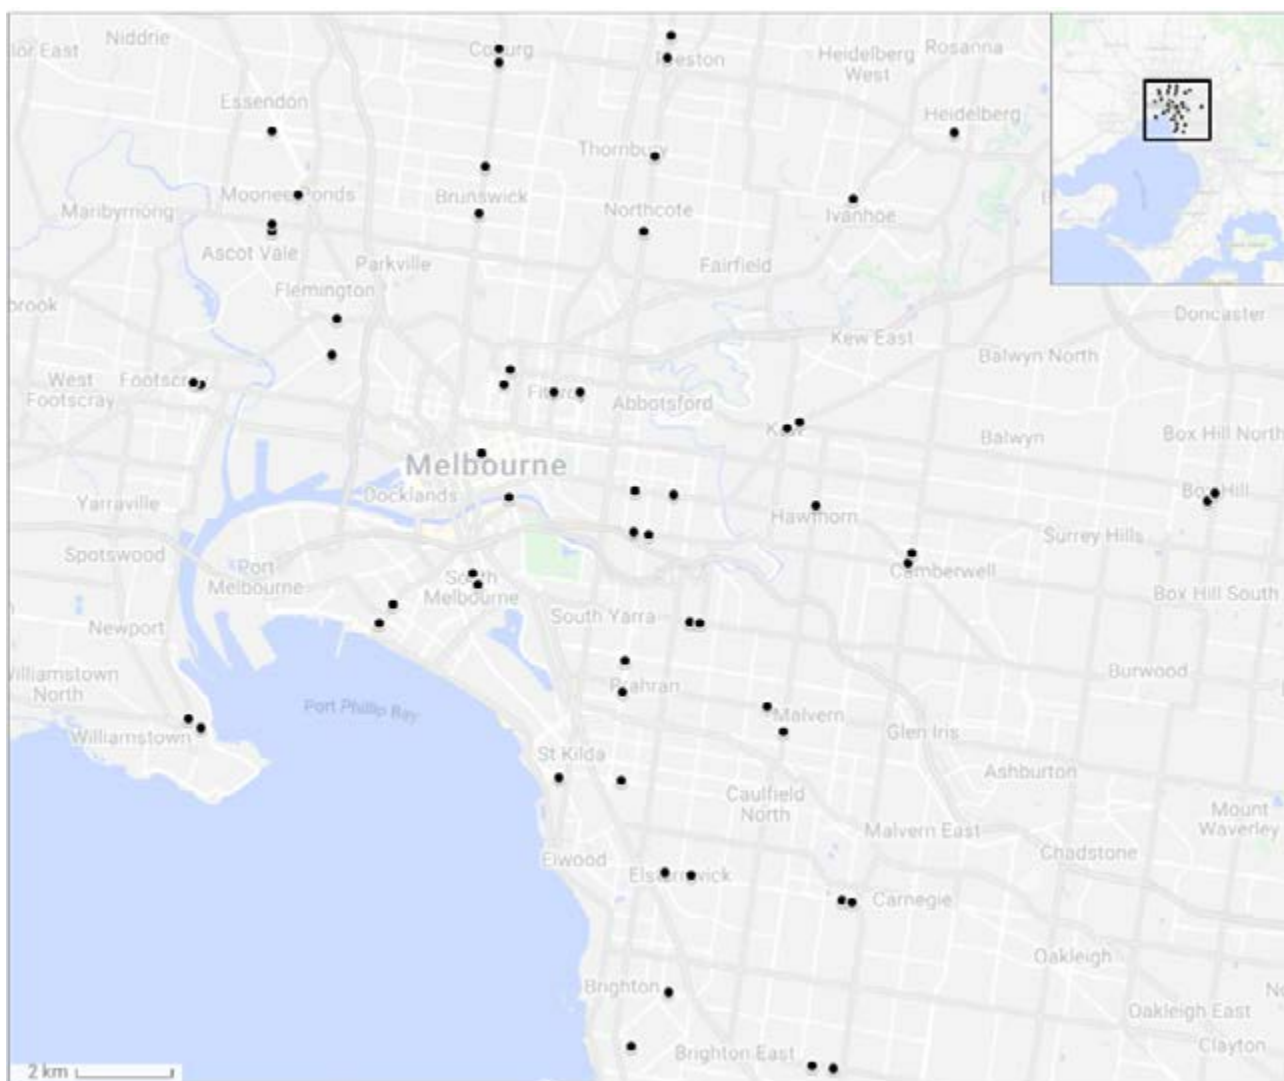 Niddrie
Coburg
Preston
Heidelberg
West
Rosanna
Essendon
Heidelberg
Thornbury
Moonee Ponds
Brunswick
Northcote
Ivanhoe
Maribyrnong
Ascot Vale
Parkville
Fairfield
Flemington
brook
Doncaster
Kew East
Balwyn North
West
Footscray
Footscray
Fitzroy
Abbotsford
Kew
Balwyn
Box Hill North
Melbourne
Docklands
Yarraville
Hawthorn
Box Hill
Surrey Hills
Spotswood
Port
Melbourne
South
Melbourne
Camberwell
Box Hill South
Newport
South Yarra
Williamstown
North
Prahran
Burwood
Port Phillip Bay
Malvern
Williamstown
Glen Iris
St Kilda
Ashburton
Caulfield
North
Mount
Waverley
Malvern East
Elwood
Chadstone
Elsternwick
Carnegie
Oakleigh
Brighton
Oakleigh East
Brighton East
Clayton
2 km